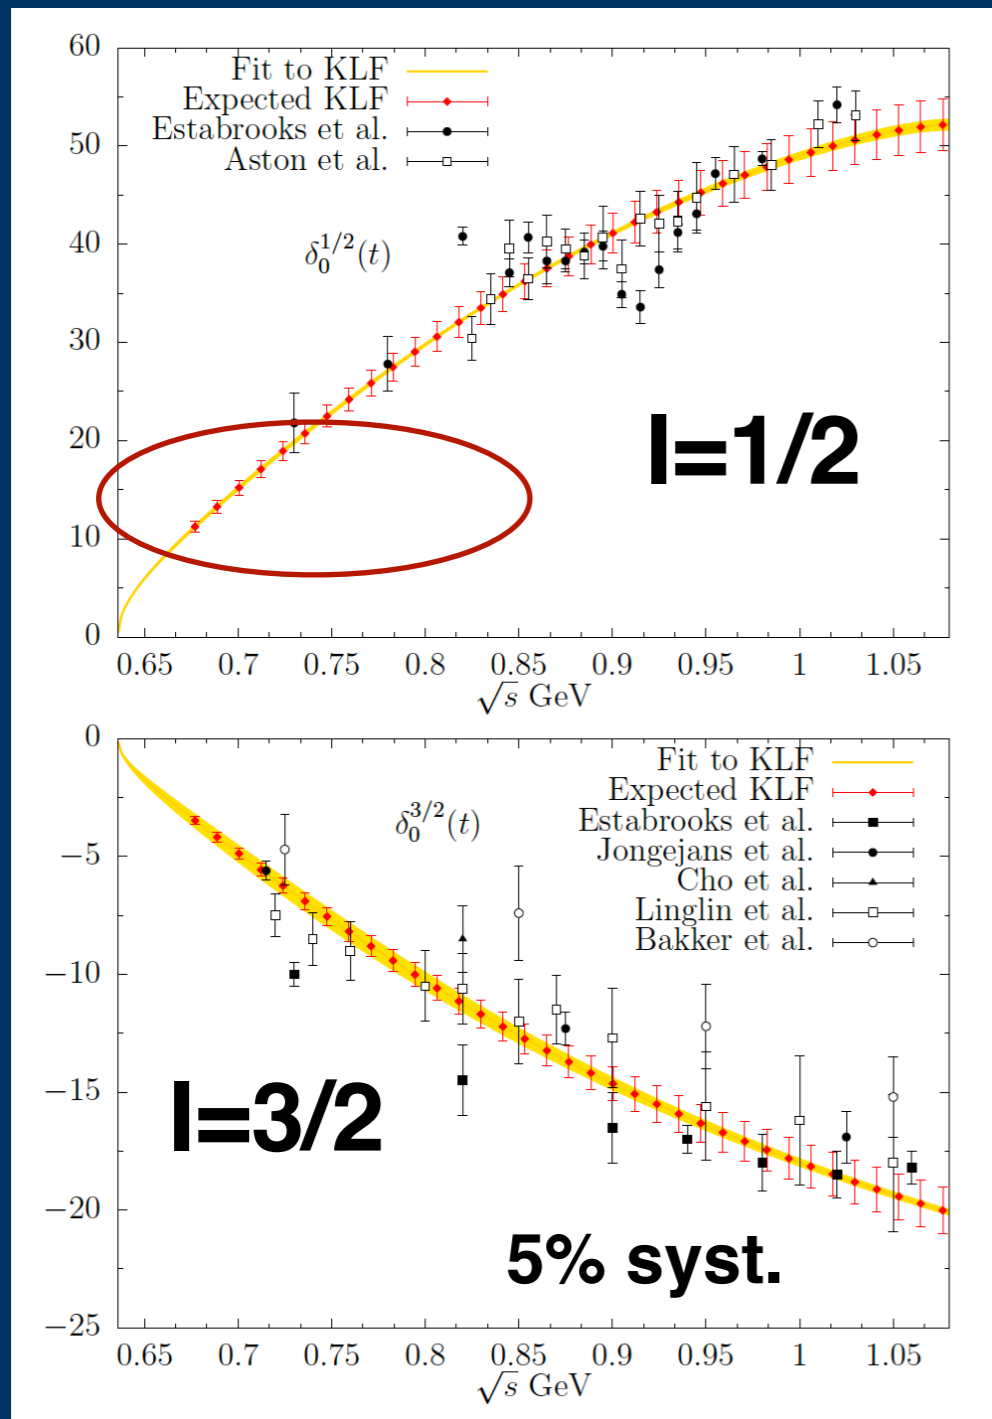 60
50
40
30
20
10
0
Fit to KLF
Expected KLF
Estabrooks et al.
Aston et al.
δ₀^{1/2}(t)
I=1/2
0.65 0.7 0.75 0.8 0.85 0.9 0.95 1 1.05
√s GeV
0
−5
−10
−15
−20
−25
Fit to KLF
Expected KLF
Estabrooks et al.
Jongejans et al.
Cho et al.
Linglin et al.
Bakker et al.
δ₀^{3/2}(t)
I=3/2
5% syst.
0.65 0.7 0.75 0.8 0.85 0.9 0.95 1 1.05
√s GeV